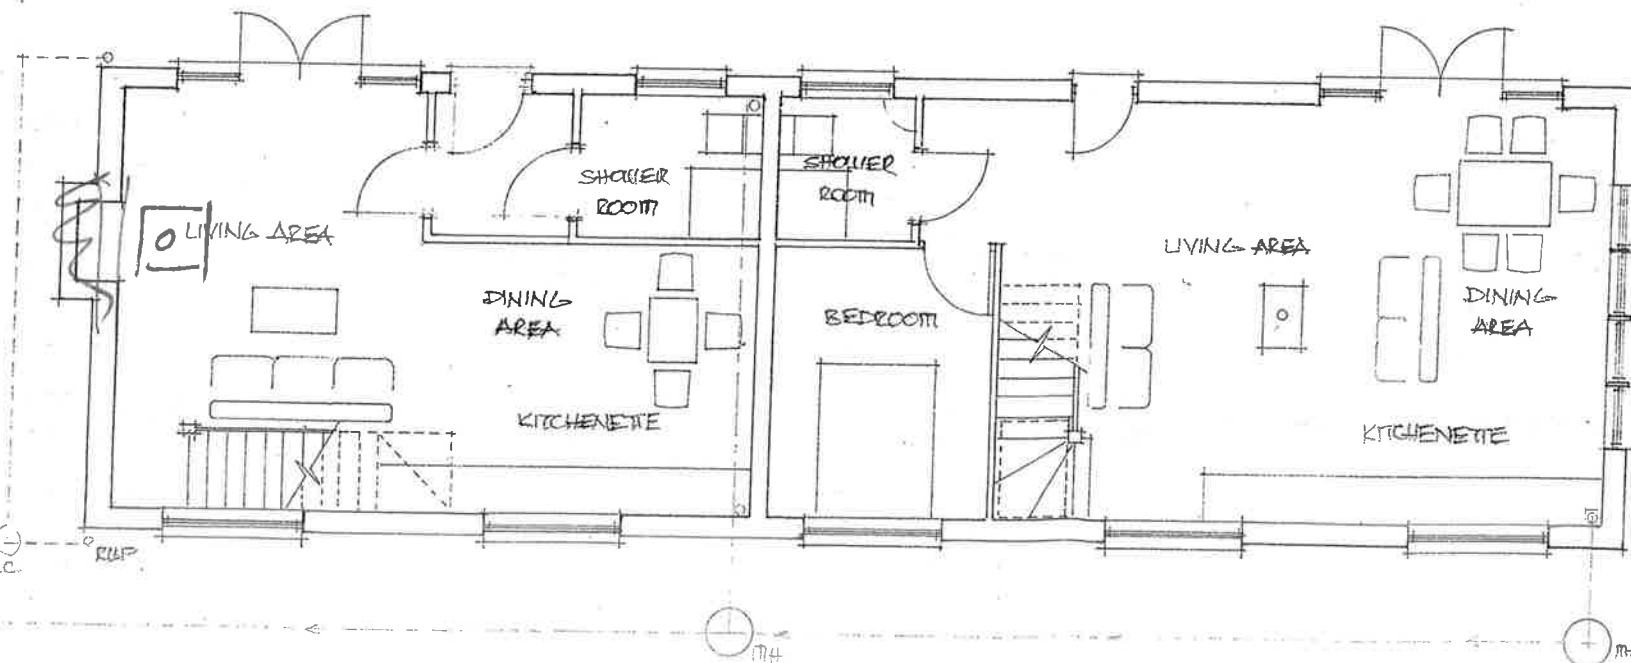 SHOWER
ROOM
SHOWER
ROOM
LIVING AREA
LIVING AREA
DINING
AREA
BEDROOM
DINING
AREA
KITCHENETTE
KITCHENETTE
RWP
MH
MH